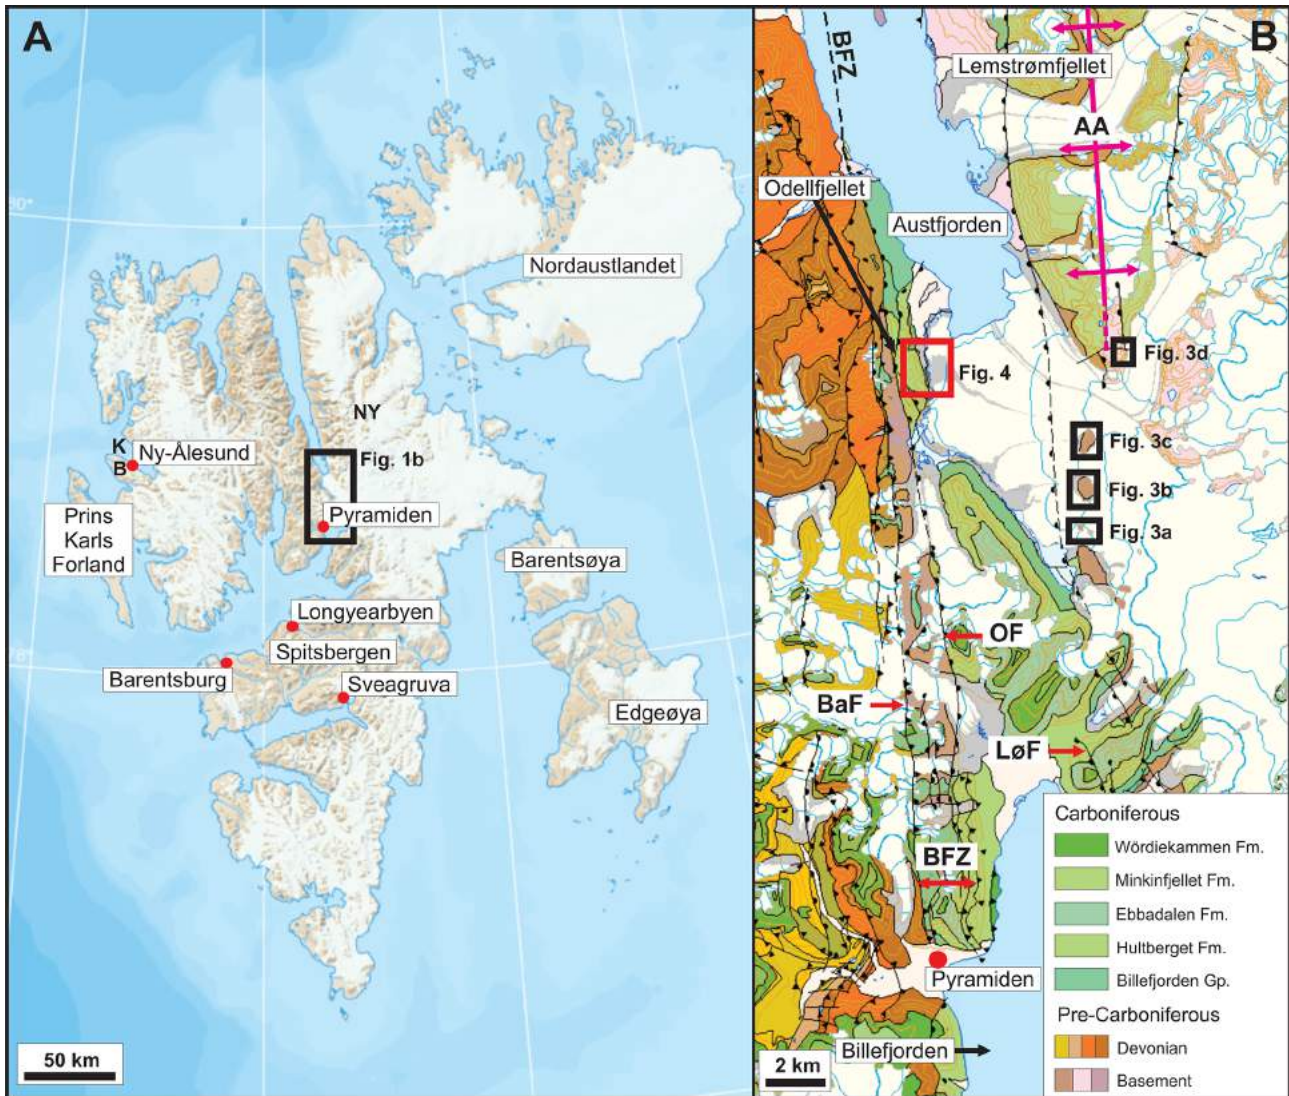 A
80°
Nordaustlandet
NY
K
B
Ny-Ålesund
Fig. 1b
Pyramiden
Prins
Karls
Forland
Barentsøya
Longyearbyen
Spitsbergen
78°
Barentsburg
Sveagruva
Edgeøya
50 km
B
BFZ
Lemstrømfjellet
AA
Odellfjellet
Austfjorden
Fig. 3d
Fig. 4
Fig. 3c
Fig. 3b
Fig. 3a
OF
BaF
LøF
BFZ
Pyramiden
Billefjorden
2 km
Carboniferous
Wördiekammen Fm.
Minkinfjellet Fm.
Ebbadalen Fm.
Hultberget Fm.
Billefjorden Gp.
Pre-Carboniferous
Devonian
Basement